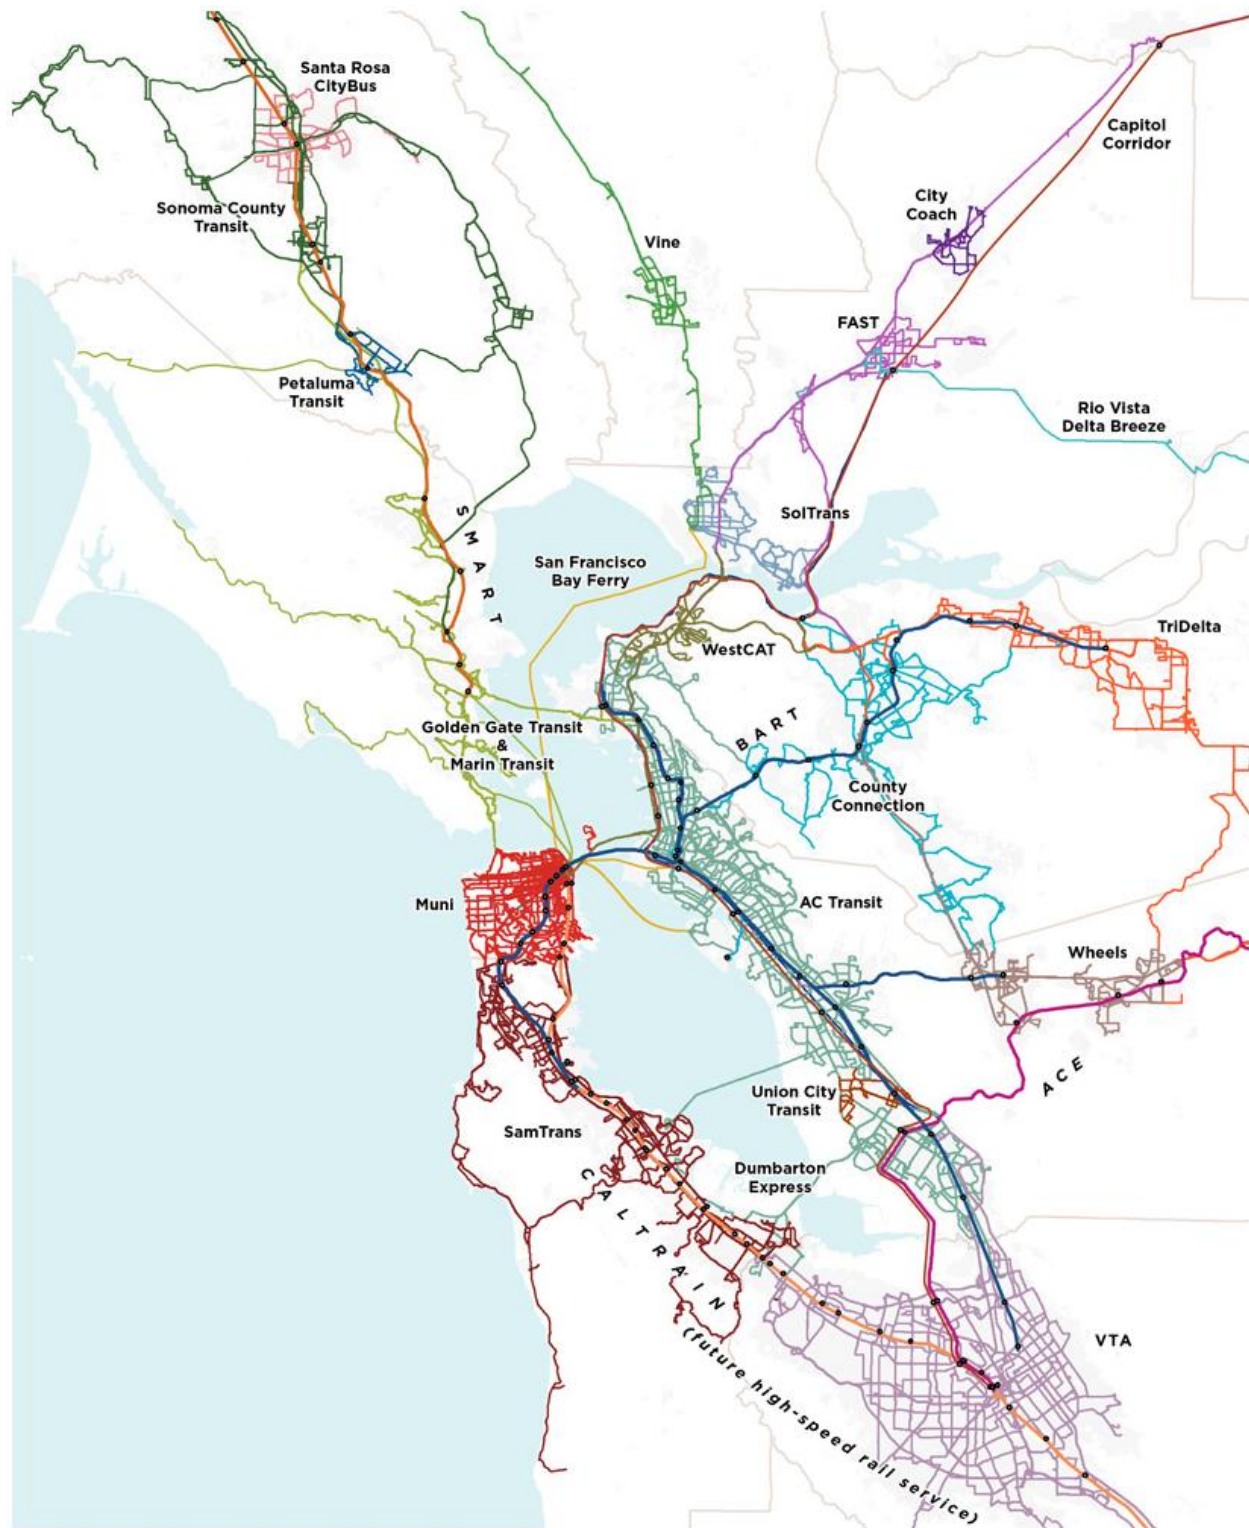 Santa Rosa
CityBus
Capitol
Corridor
City
Coach
Sonoma County
Transit
Vine
FAST
Petaluma
Transit
Rio Vista
Delta Breeze
SMART
SolTrans
San Francisco
Bay Ferry
WestCAT
TriDelta
Golden Gate Transit
&
Marin Transit
BART
County
Connection
Muni
AC Transit
Wheels
ACE
Union City
Transit
SamTrans
Dumbarton
Express
CALTRAIN
(future high-speed rail service)
VTA